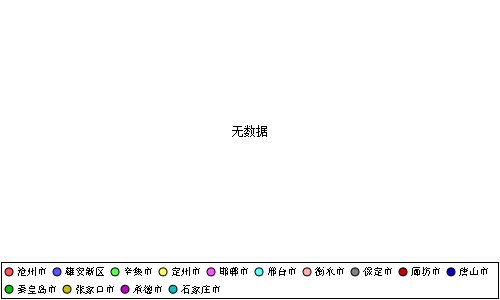 无数据
沧州市 雄安新区 辛集市 定州市 邯郸市 邢台市 衡水市 保定市 廊坊市 唐山市
秦皇岛市 张家口市 承德市 石家庄市